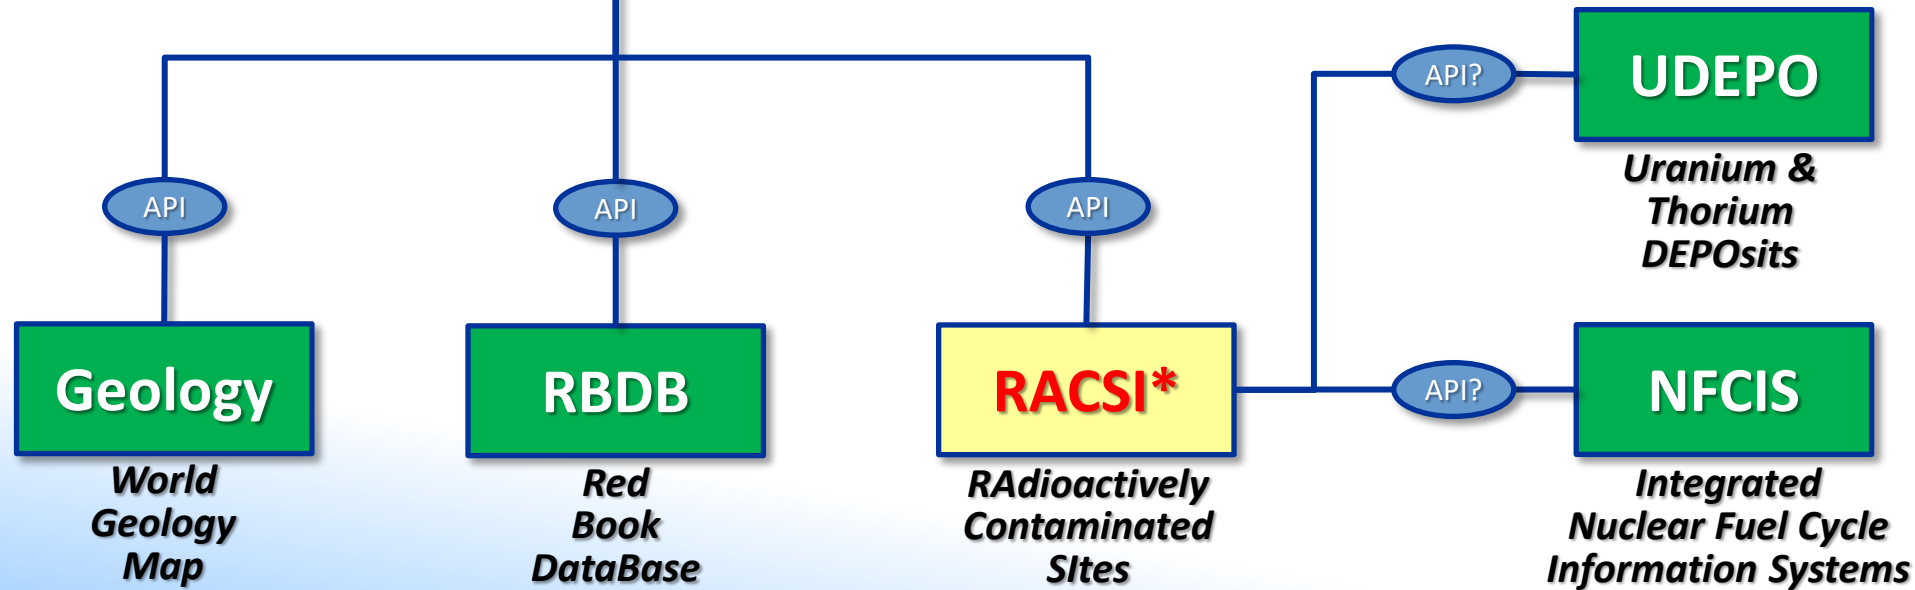 API?
UDEPO
Uranium &
Thorium
DEPOsits
API
API
API
Geology
World
Geology
Map
RBDB
Red
Book
DataBase
RACSI*
RAdioactively
Contaminated
SItes
API?
NFCIS
Integrated
Nuclear Fuel Cycle
Information Systems